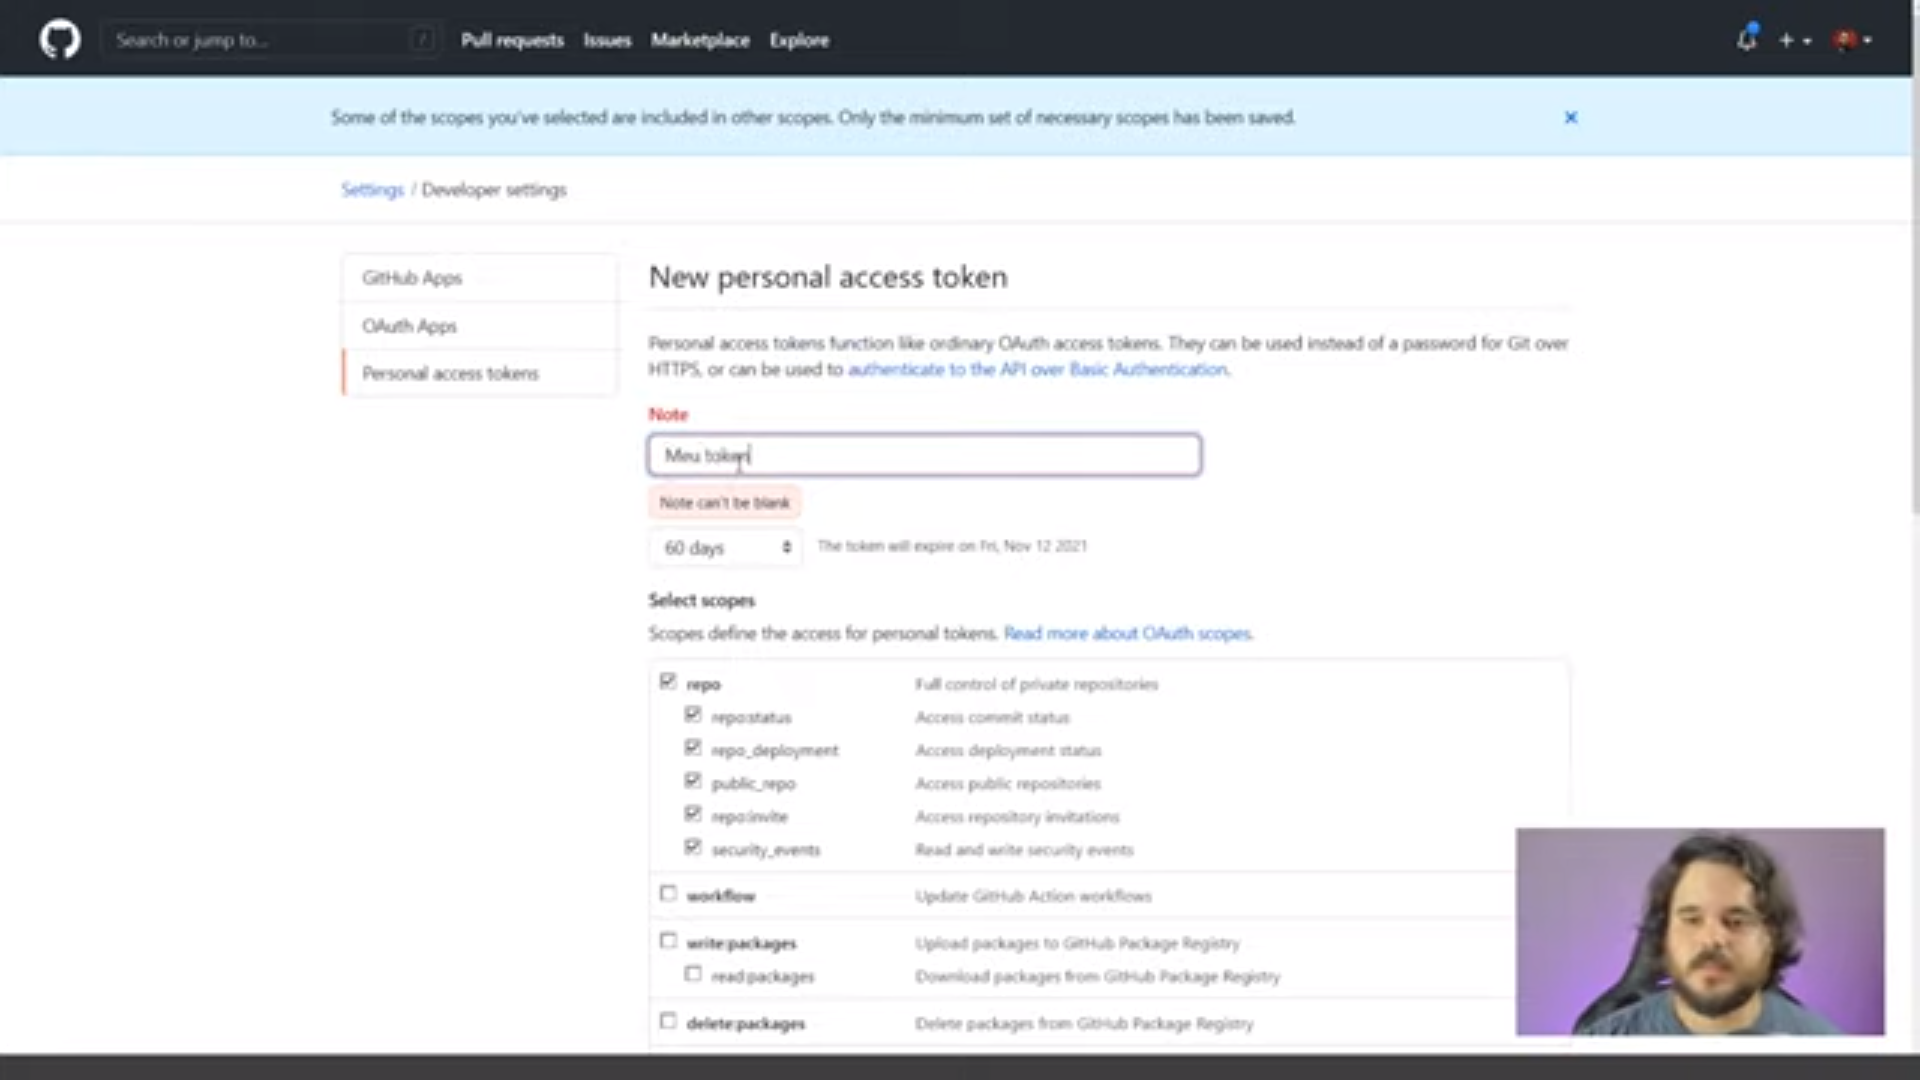 Search or jump to... /
Pull requests Issues Marketplace Explore
Some of the scopes you've selected are included in other scopes. Only the minimum set of necessary scopes has been saved.
Settings / Developer settings
GitHub Apps
OAuth Apps
Personal access tokens
New personal access token
Personal access tokens function like ordinary OAuth access tokens. They can be used instead of a password for Git over
HTTPS, or can be used to authenticate to the API over Basic Authentication.
Note
Meu token
Note can't be blank
60 days The token will expire on Fri, Nov 12 2021
Select scopes
Scopes define the access for personal tokens. Read more about OAuth scopes.
repo Full control of private repositories
repo:status Access commit status
repo_deployment Access deployment status
public_repo Access public repositories
repo:invite Access repository invitations
security_events Read and write security events
workflow Update GitHub Action workflows
write:packages Upload packages to GitHub Package Registry
read:packages Download packages from GitHub Package Registry
delete:packages Delete packages from GitHub Package Registry